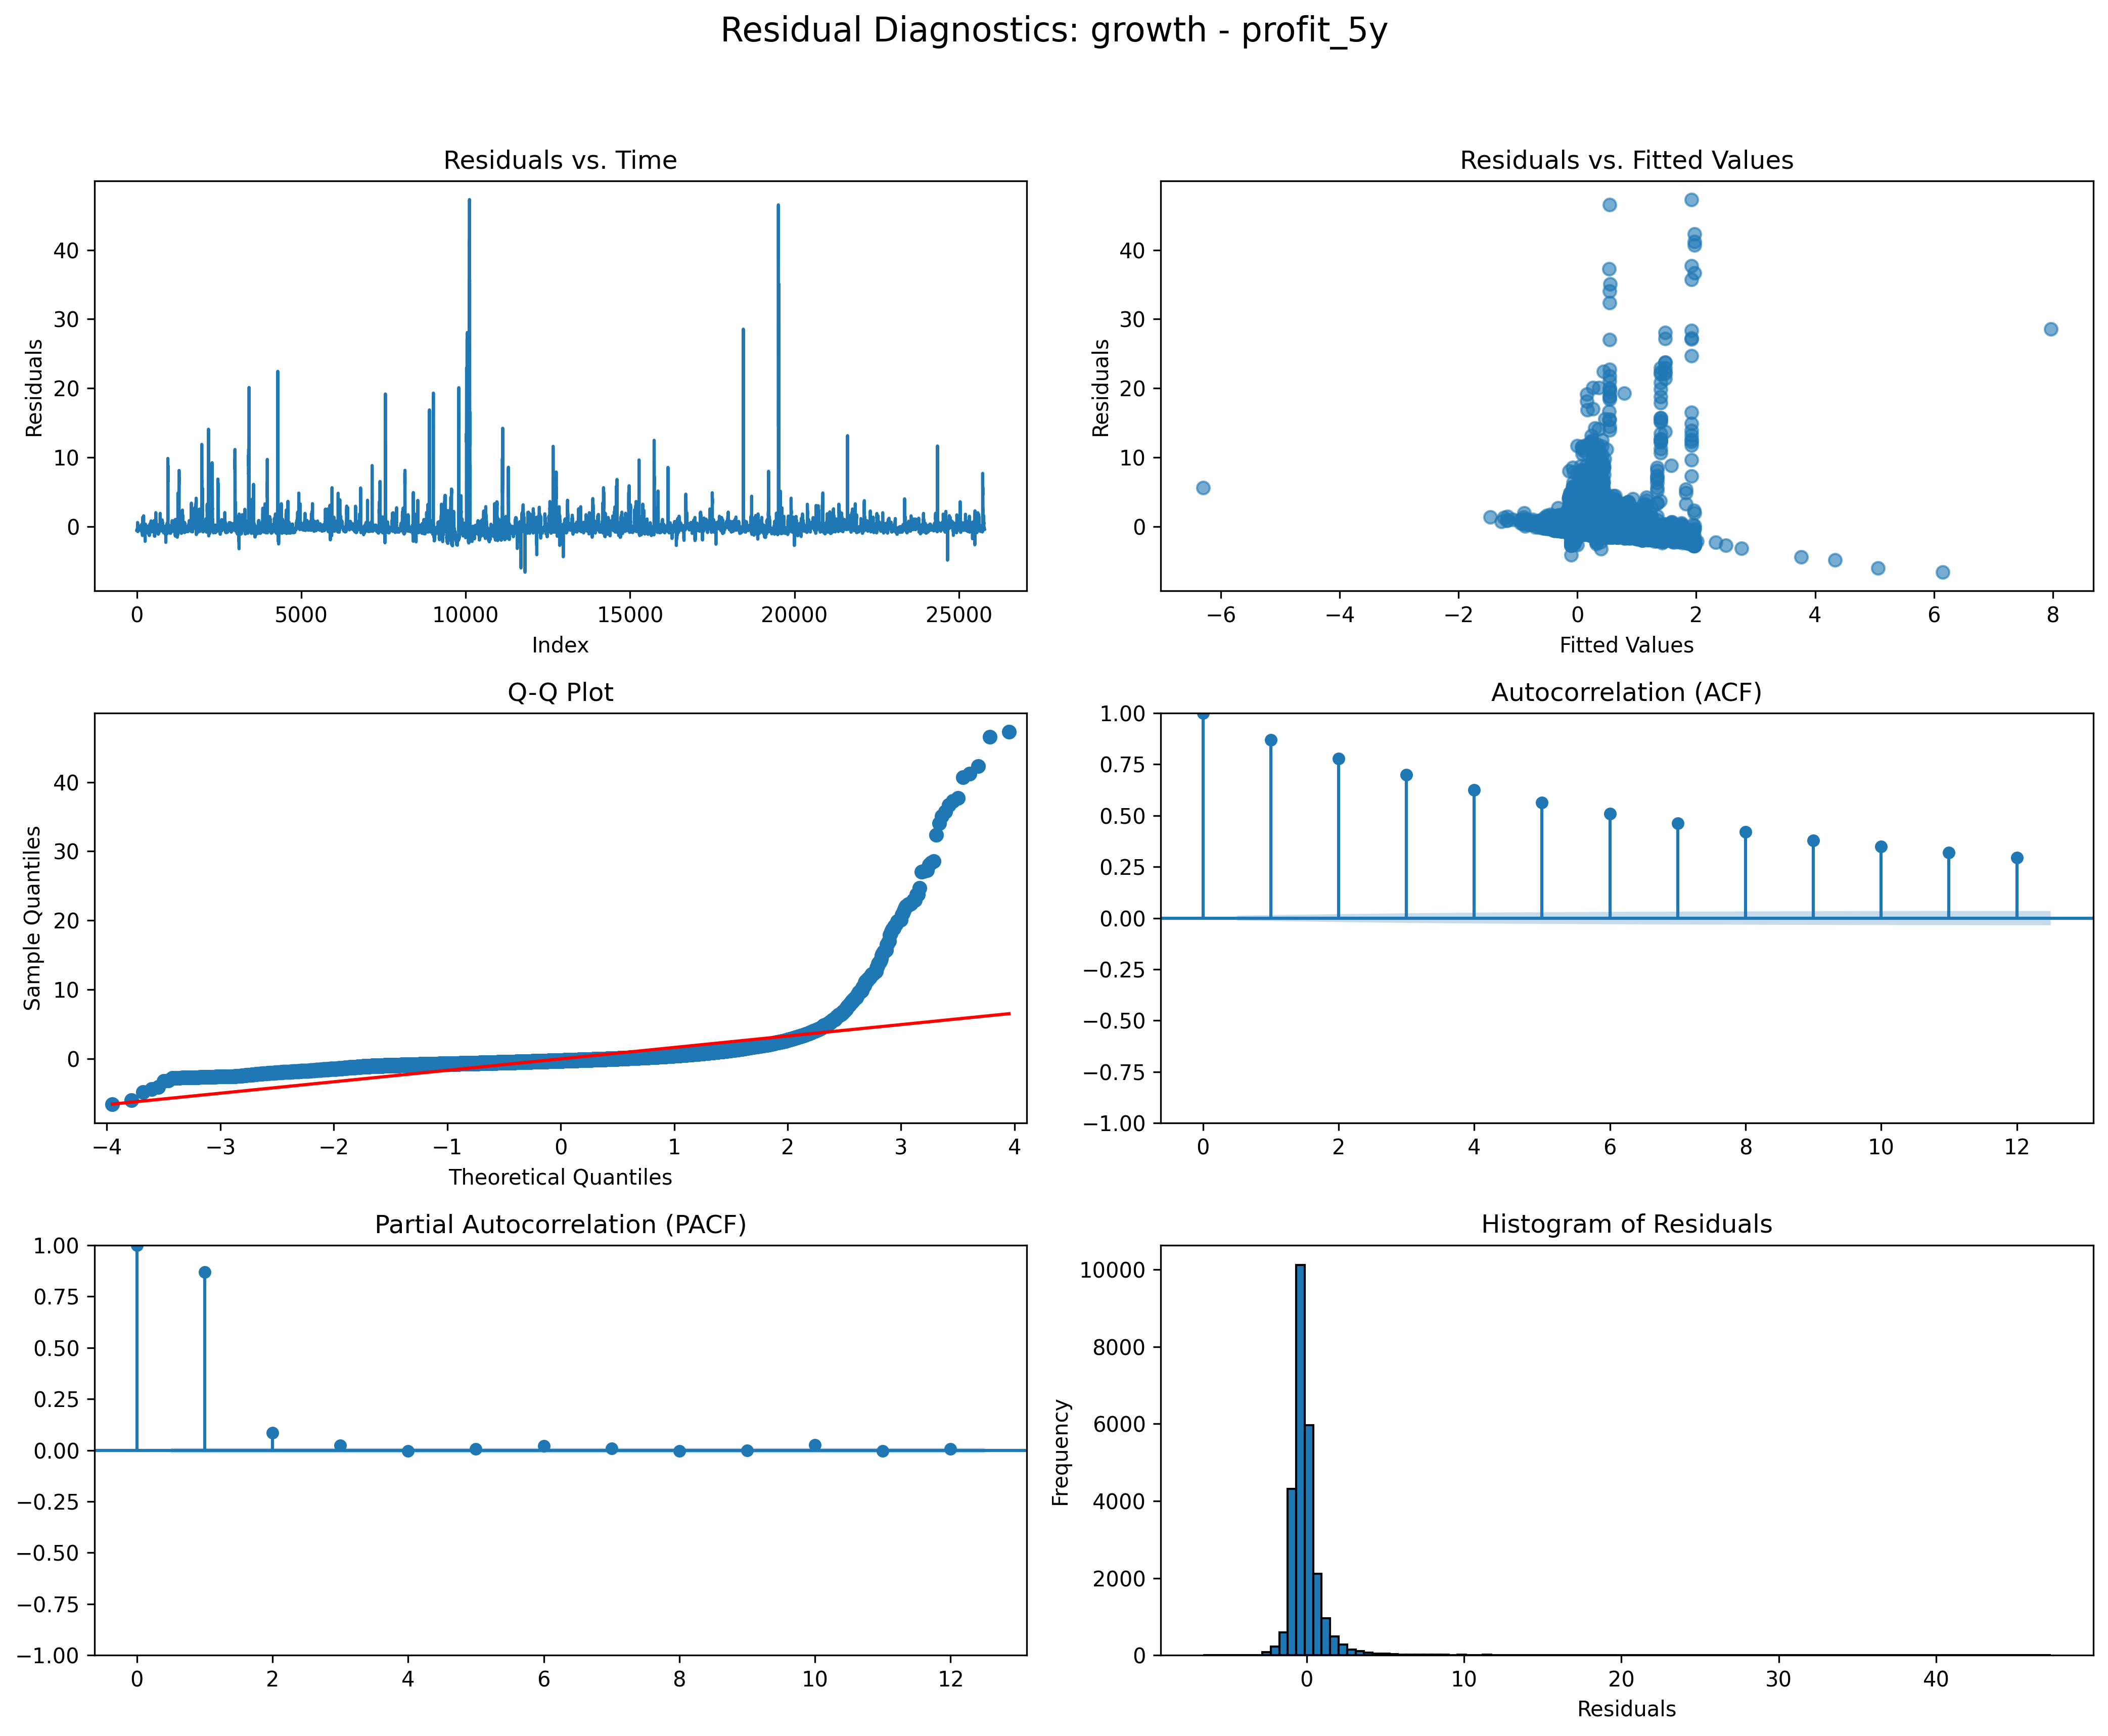 Residual Diagnostics: growth - profit_5y
Residuals vs. Time
Residuals
40
30
20
10
0
0 5000 10000 15000 20000 25000
Index
Residuals vs. Fitted Values
Residuals
40
30
20
10
0
−6 −4 −2 0 2 4 6 8
Fitted Values
Q-Q Plot
Sample Quantiles
40
30
20
10
0
−4 −3 −2 −1 0 1 2 3 4
Theoretical Quantiles
Autocorrelation (ACF)
1.00
0.75
0.50
0.25
0.00
−0.25
−0.50
−0.75
−1.00
0 2 4 6 8 10 12
Partial Autocorrelation (PACF)
1.00
0.75
0.50
0.25
0.00
−0.25
−0.50
−0.75
−1.00
0 2 4 6 8 10 12
Histogram of Residuals
Frequency
10000
8000
6000
4000
2000
0
0 10 20 30 40
Residuals